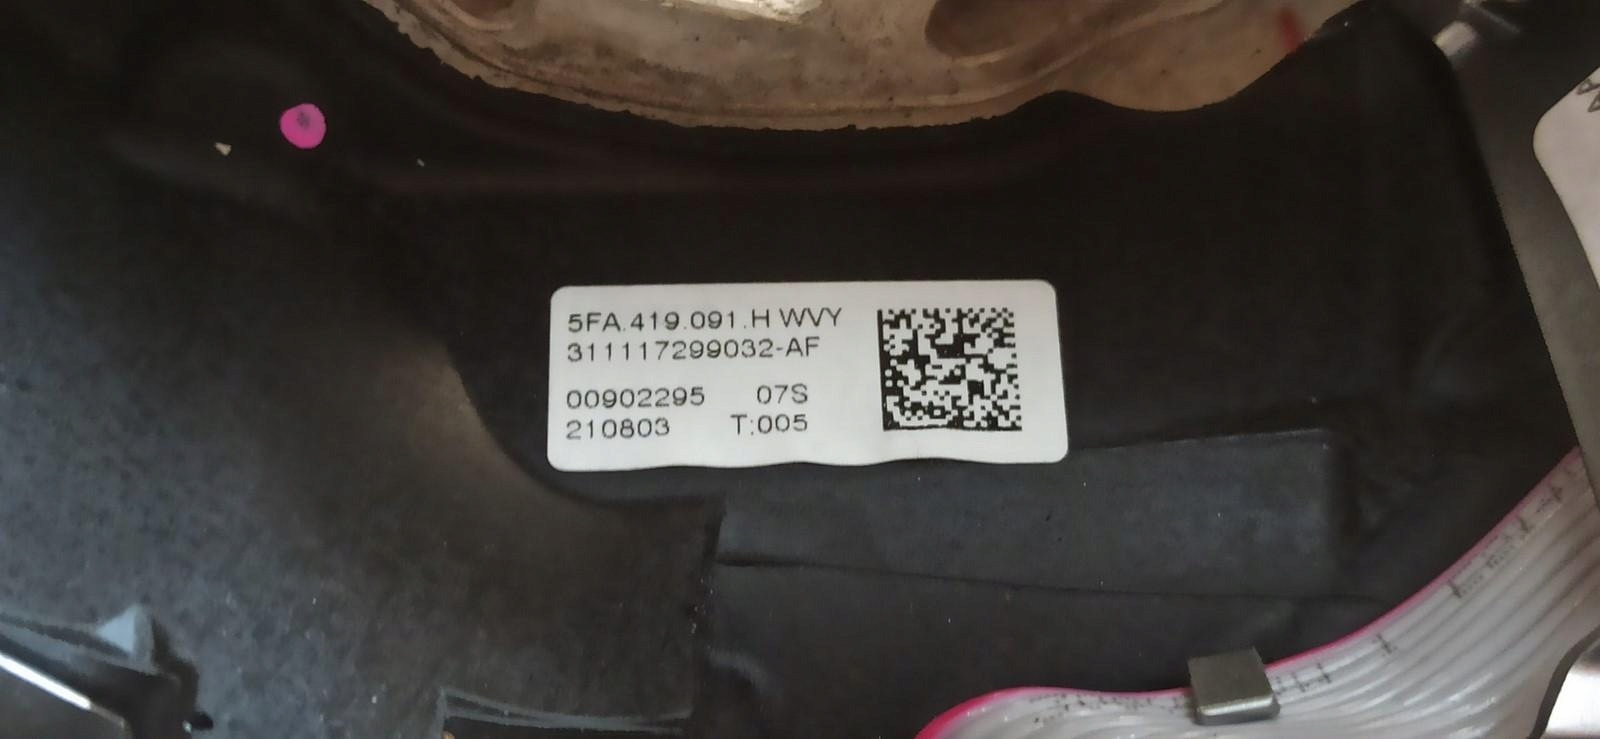 5FA.419.091.H WVY
311117299032-AF
00902295 07S
210803 T:005